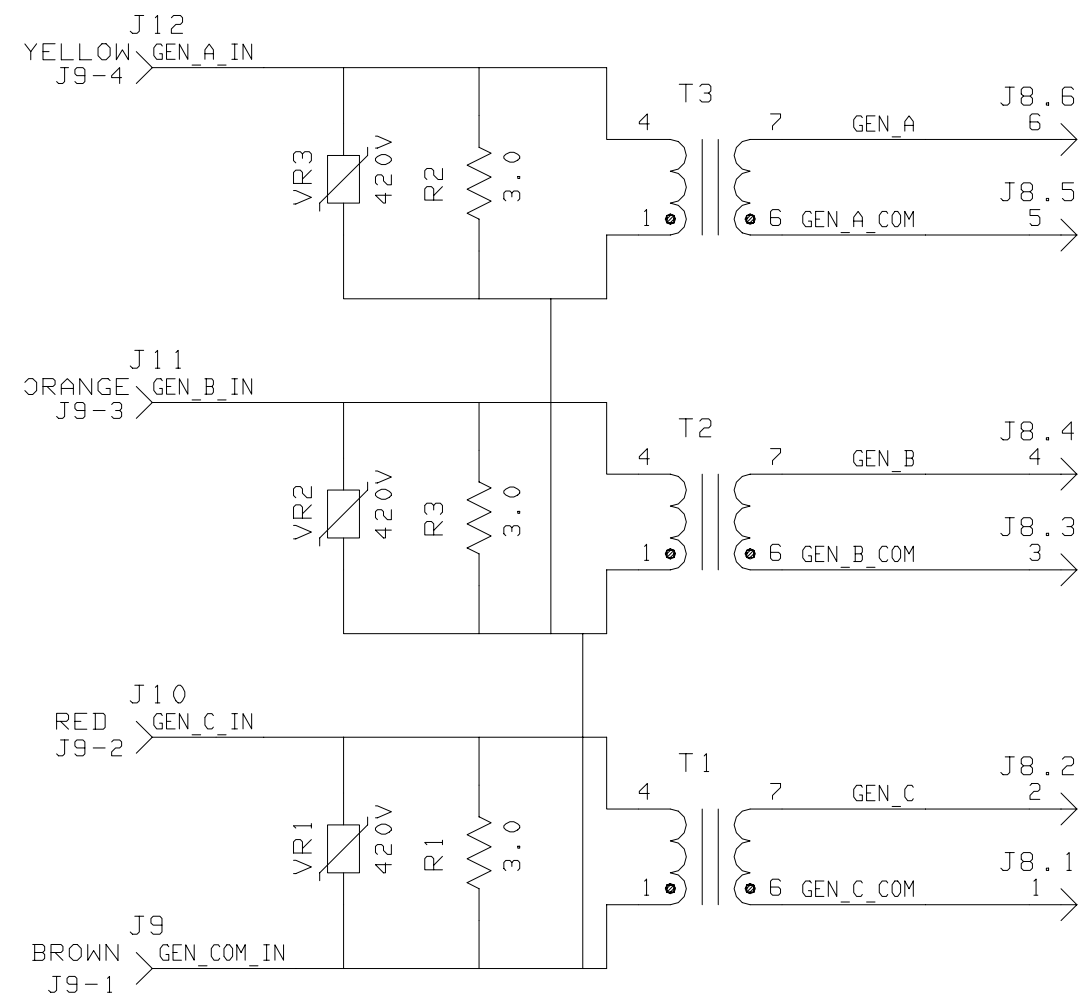 J12
YELLOW GEN_A_IN
J9-4
T3
J8.6
4 7 GEN_A 6
VR3 420V R2 3.0
J8.5
1 6 GEN_A_COM 5
J11
ORANGE GEN_B_IN
J9-3
T2
J8.4
4 7 GEN_B 4
VR2 420V R3 3.0
J8.3
1 6 GEN_B_COM 3
J10
RED GEN_C_IN
J9-2
T1
J8.2
4 7 GEN_C 2
VR1 420V R1 3.0
J8.1
1 6 GEN_C_COM 1
J9
BROWN GEN_COM_IN
J9-1